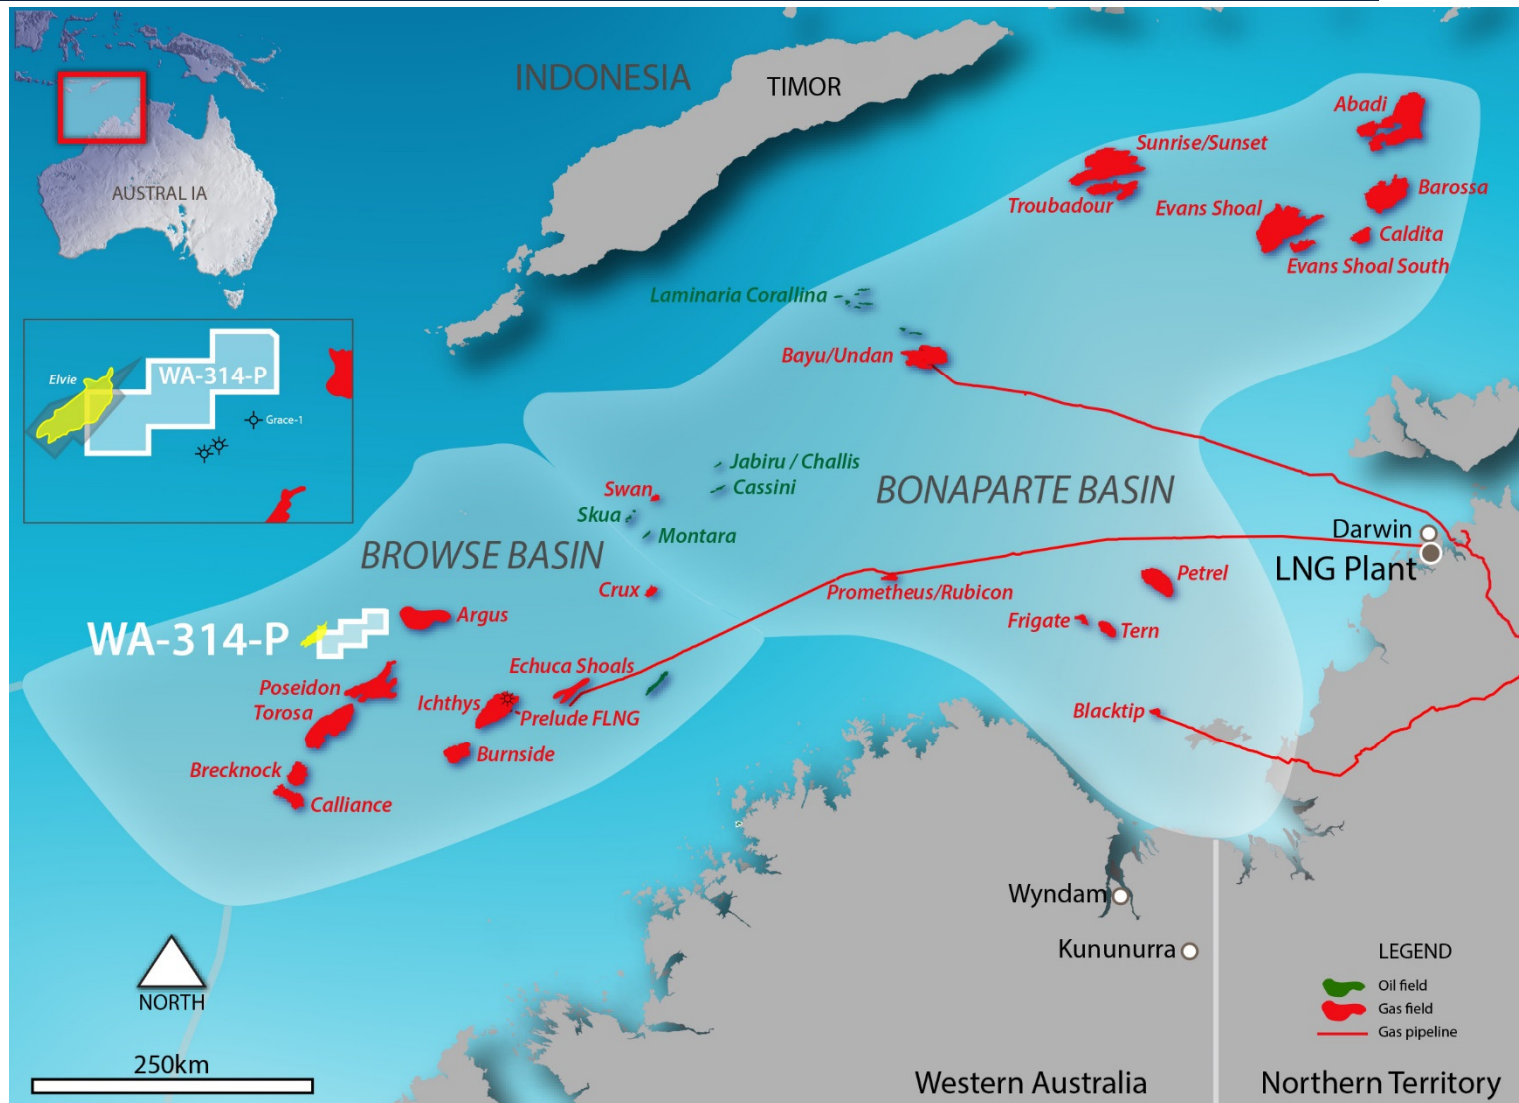 INDONESIA
TIMOR
AUSTRAL IA
Abadi
Sunrise/Sunset
Barossa
Troubadour
Evans Shoal
Caldita
Evans Shoal South
Laminaria Corallina
Bayu/Undan
Elvie
WA-314-P
Grace-1
Jabiru / Challis
Cassini
Swan
Skua
Montara
BONAPARTE BASIN
BROWSE BASIN
Darwin
LNG Plant
Crux
Prometheus/Rubicon
Petrel
Frigate
Tern
Argus
WA-314-P
Echuca Shoals
Poseidon
Torosa
Ichthys
Prelude FLNG
Blacktip
Burnside
Brecknock
Calliance
Wyndam
Kununurra
NORTH
250km
LEGEND
Oil field
Gas field
Gas pipeline
Western Australia
Northern Territory